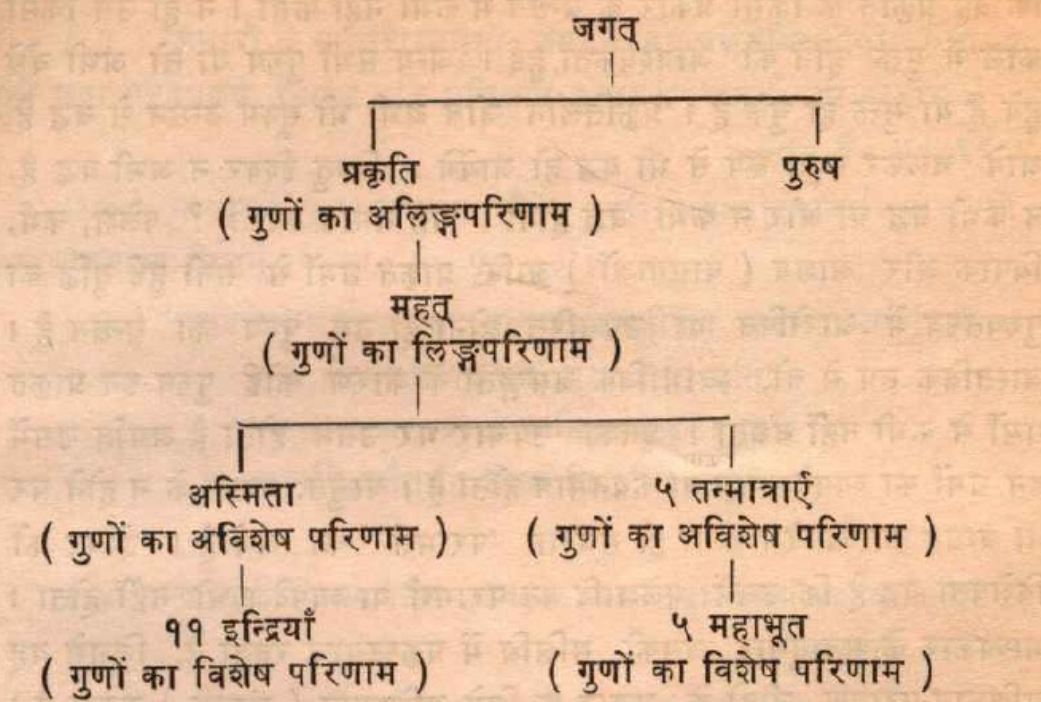 जगत्
प्रकृति पुरुष
( गुणों का अलिङ्गपरिणाम )
महत्
( गुणों का लिङ्गपरिणाम )
अस्मिता ५ तन्मात्राएँ
( गुणों का अविशेष परिणाम ) ( गुणों का अविशेष परिणाम )
११ इन्द्रियाँ ५ महाभूत
( गुणों का विशेष परिणाम ) ( गुणों का विशेष परिणाम )